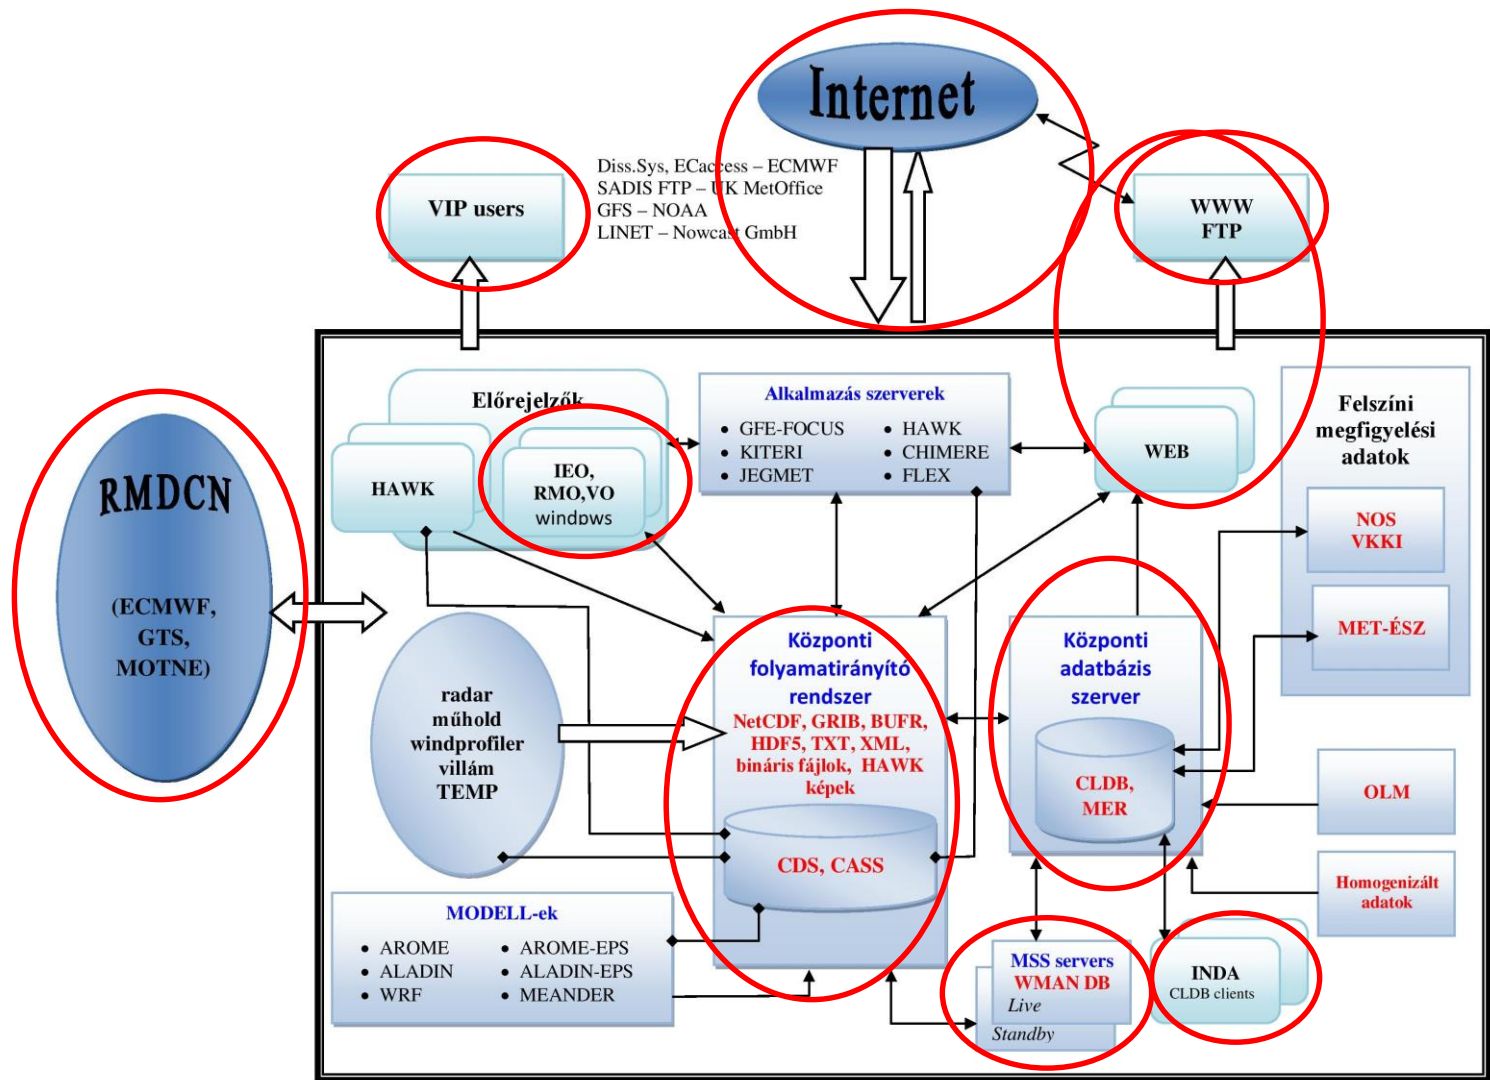 Internet
Diss.Sys, ECaccess – ECMWF
SADIS FTP – UK MetOffice
GFS – NOAA
LINET – Nowcast GmbH
VIP users
WWW
FTP
RMDCN
(ECMWF,
GTS,
MOTNE)
Előrejelzők
HAWK
IEO,
RMO,VO
windows
Alkalmazás szerverek
• GFE-FOCUS
• KITERI
• JEGMET
• HAWK
• CHIMERE
• FLEX
WEB
Felszíni
megfigyelési
adatok
NOS
VKKI
MET-ÉSZ
radar
műhold
windprofiler
villám
TEMP
Központi
folyamatirányító
rendszer
NetCDF, GRIB, BUFR,
HDF5, TXT, XML,
bináris fájlok, HAWK
képek
CDS, CASS
Központi
adatbázis
szerver
CLDB,
MER
OLM
Homogenizált
adatok
MODELL-ek
• AROME
• ALADIN
• WRF
• AROME-EPS
• ALADIN-EPS
• MEANDER
MSS servers
WMAN DB
Live
Standby
INDA
CLDB clients